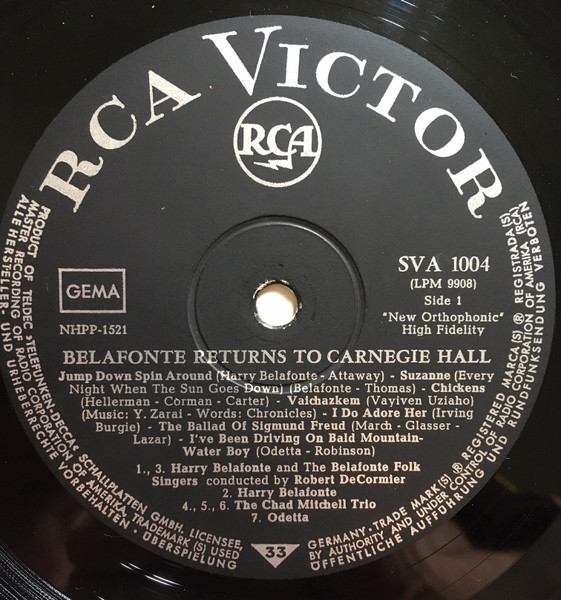 RCA VICTOR
RCA
GEMA
NHPP-1521
SVA 1004
(LPM 9908)
Side 1
"New Orthophonic"
High Fidelity
BELAFONTE RETURNS TO CARNEGIE HALL
Jump Down Spin Around (Harry Belafonte - Attaway) - Suzanne (Every
Night When The Sun Goes Down) (Belafonte - Thomas) - Chickens
(Hellerman - Corman - Carter) - Vaichazkem (Vayiven Uziaho)
(Music: Y. Zarai - Words: Chronicles) - I Do Adore Her (Irving
Burgie) - The Ballad Of Sigmund Freud (March - Glasser -
Lazar) - I've Been Driving On Bald Mountain-
Water Boy (Odetta - Robinson)
1., 3. Harry Belafonte and The Belafonte Folk
Singers conducted by Robert DeCormier
2. Harry Belafonte
4., 5., 6. The Chad Mitchell Trio
7. Odetta
33
PRODUCT OF TELDEC »TELEFUNKEN-DECCA« SCHALLPLATTEN GMBH, LICENSEE,
MASTER RECORDING OF RADIO CORPORATION OF AMERICA, TRADEMARK (S) USED
ALLE HERSTELLER- UND URHEBERRECHTE VORBEHALTEN · ÜBERSPIELUNG
GERMANY · TRADE MARK (S) ® REGISTERED MARCA (S) ® REGISTRADA (S)
BY AUTHORITY AND UNDER CONTROL OF RADIO CORPORATION OF AMERIKA (RCA)
ÖFFENTLICHE AUFFÜHRUNG UND RUNDFUNKSENDUNG VERBOTEN